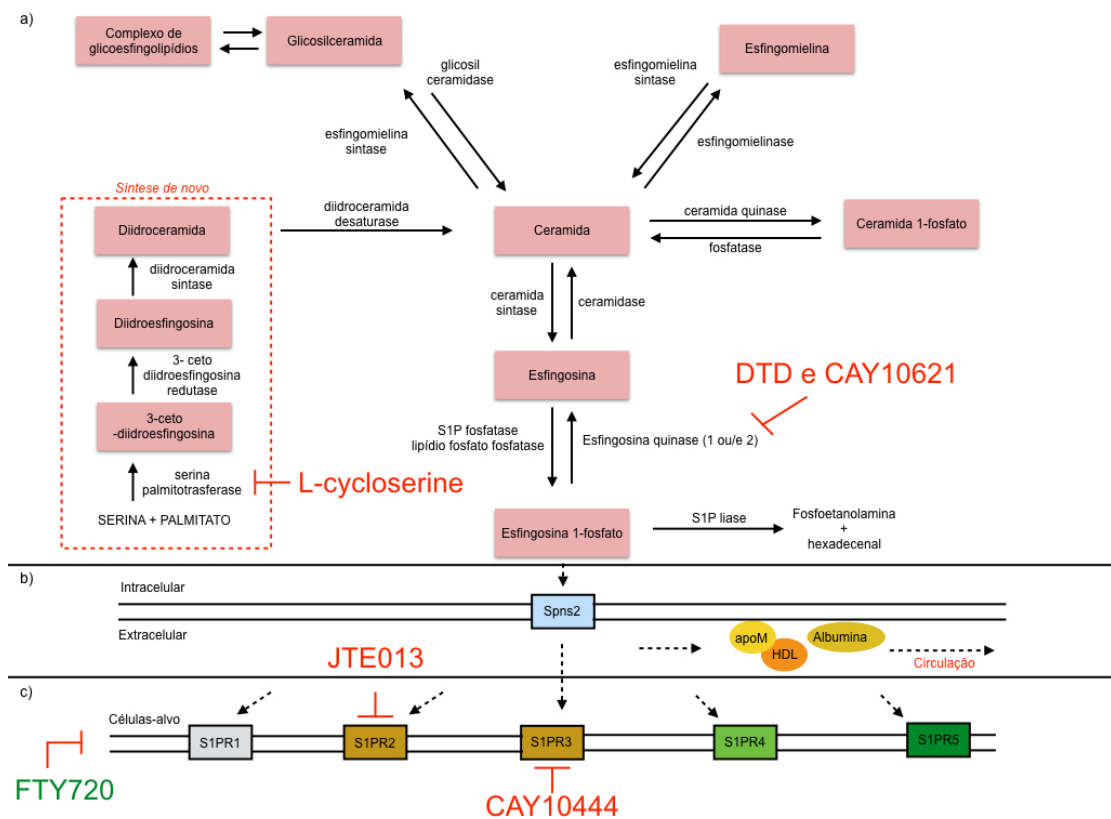 a)
Complexo de
glicoesfingolipídios
Glicosilceramida
Esfingomielina
glicosil
ceramidase
esfingomielina
sintase
esfingomielina
sintase
esfingomielinase
Síntese de novo
Diidroceramida
diidroceramida
desaturase
Ceramida
ceramida quinase
fosfatase
Ceramida 1-fosfato
diidroceramida
sintase
Diidroesfingosina
ceramida
sintase
ceramidase
3- ceto
diidroesfingosina
redutase
Esfingosina
DTD e CAY10621
3-ceto
-diidroesfingosina
S1P fosfatase
lipídio fosfato fosfatase
Esfingosina quinase (1 ou/e 2)
serina
palmitotrasferase
L-cycloserine
SERINA + PALMITATO
Esfingosina 1-fosfato
S1P liase
Fosfoetanolamina
+
hexadecenal
b)
Intracelular
Spns2
Extracelular
apoM
HDL
Albumina
Circulação
JTE013
c)
Células-alvo
S1PR1
S1PR2
S1PR3
S1PR4
S1PR5
FTY720
CAY10444